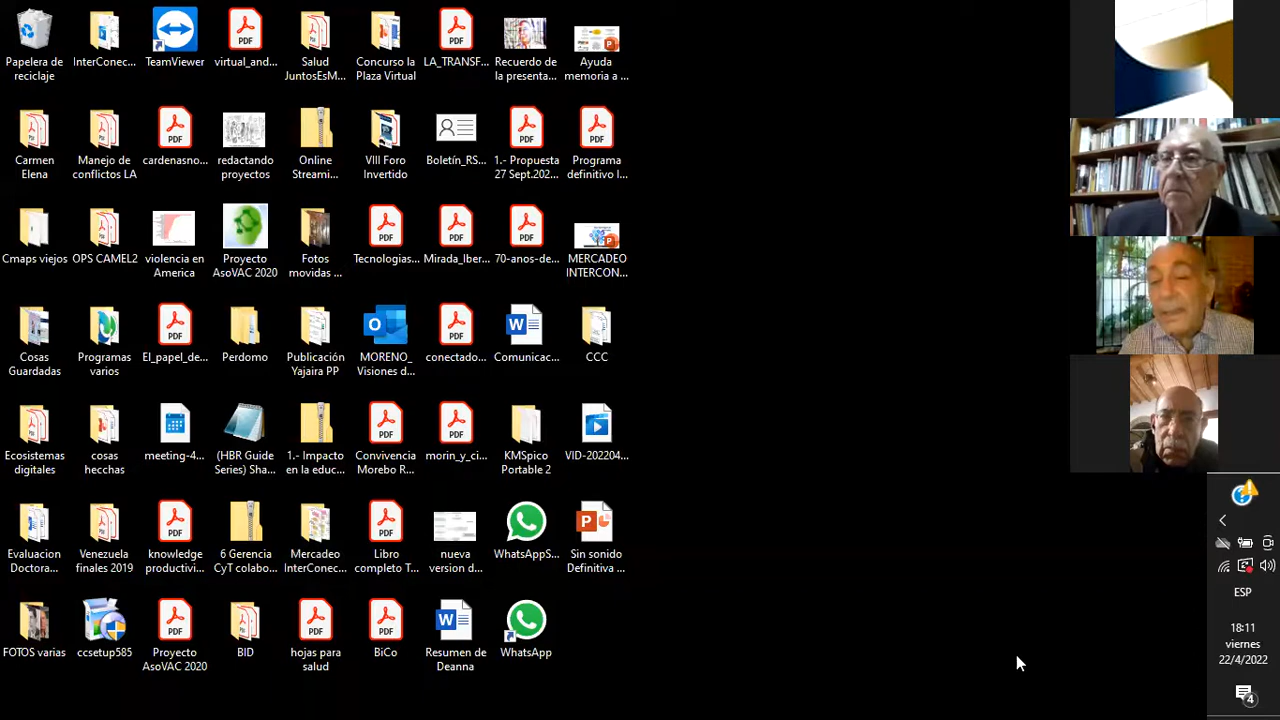 Papelera de
reciclaje
InterConec...
TeamViewer
virtual_and...
Salud
JuntosEsM...
Concurso la
Plaza Virtual
LA_TRANSF...
Recuerdo de
la presenta...
Ayuda
memoria a ...
Carmen
Elena
Manejo de
conflictos LA
cardenasno...
redactando
proyectos
Online
Streami...
VIII Foro
Invertido
Boletín_RS...
1.- Propuesta
27 Sept.202...
Programa
definitivo I...
Cmaps viejos
OPS CAMEL2
violencia en
America
Proyecto
AsoVAC 2020
Fotos
movidas ...
Tecnologias...
Mirada_Iber...
70-anos-de...
MERCADEO
INTERCON...
Cosas
Guardadas
Programas
varios
El_papel_de...
Perdomo
Publicación
Yajaira PP
MORENO_
Visiones d...
conectado...
Comunicac...
CCC
Ecosistemas
digitales
cosas
hecchas
meeting-4...
(HBR Guide
Series) Sha...
1.- Impacto
en la educ...
Convivencia
Morebo R...
morin_y_ci...
KMSpico
Portable 2
VID-202204...
Evaluacion
Doctora...
Venezuela
finales 2019
knowledge
productivi...
6 Gerencia
CyT colabo...
Mercadeo
InterConec...
Libro
completo T...
nueva
version d...
WhatsAppS...
Sin sonido
Definitiva ...
FOTOS varias
ccsetup585
Proyecto
AsoVAC 2020
BID
hojas para
salud
BiCo
Resumen de
Deanna
WhatsApp
ESP
18:11
viernes
22/4/2022
4